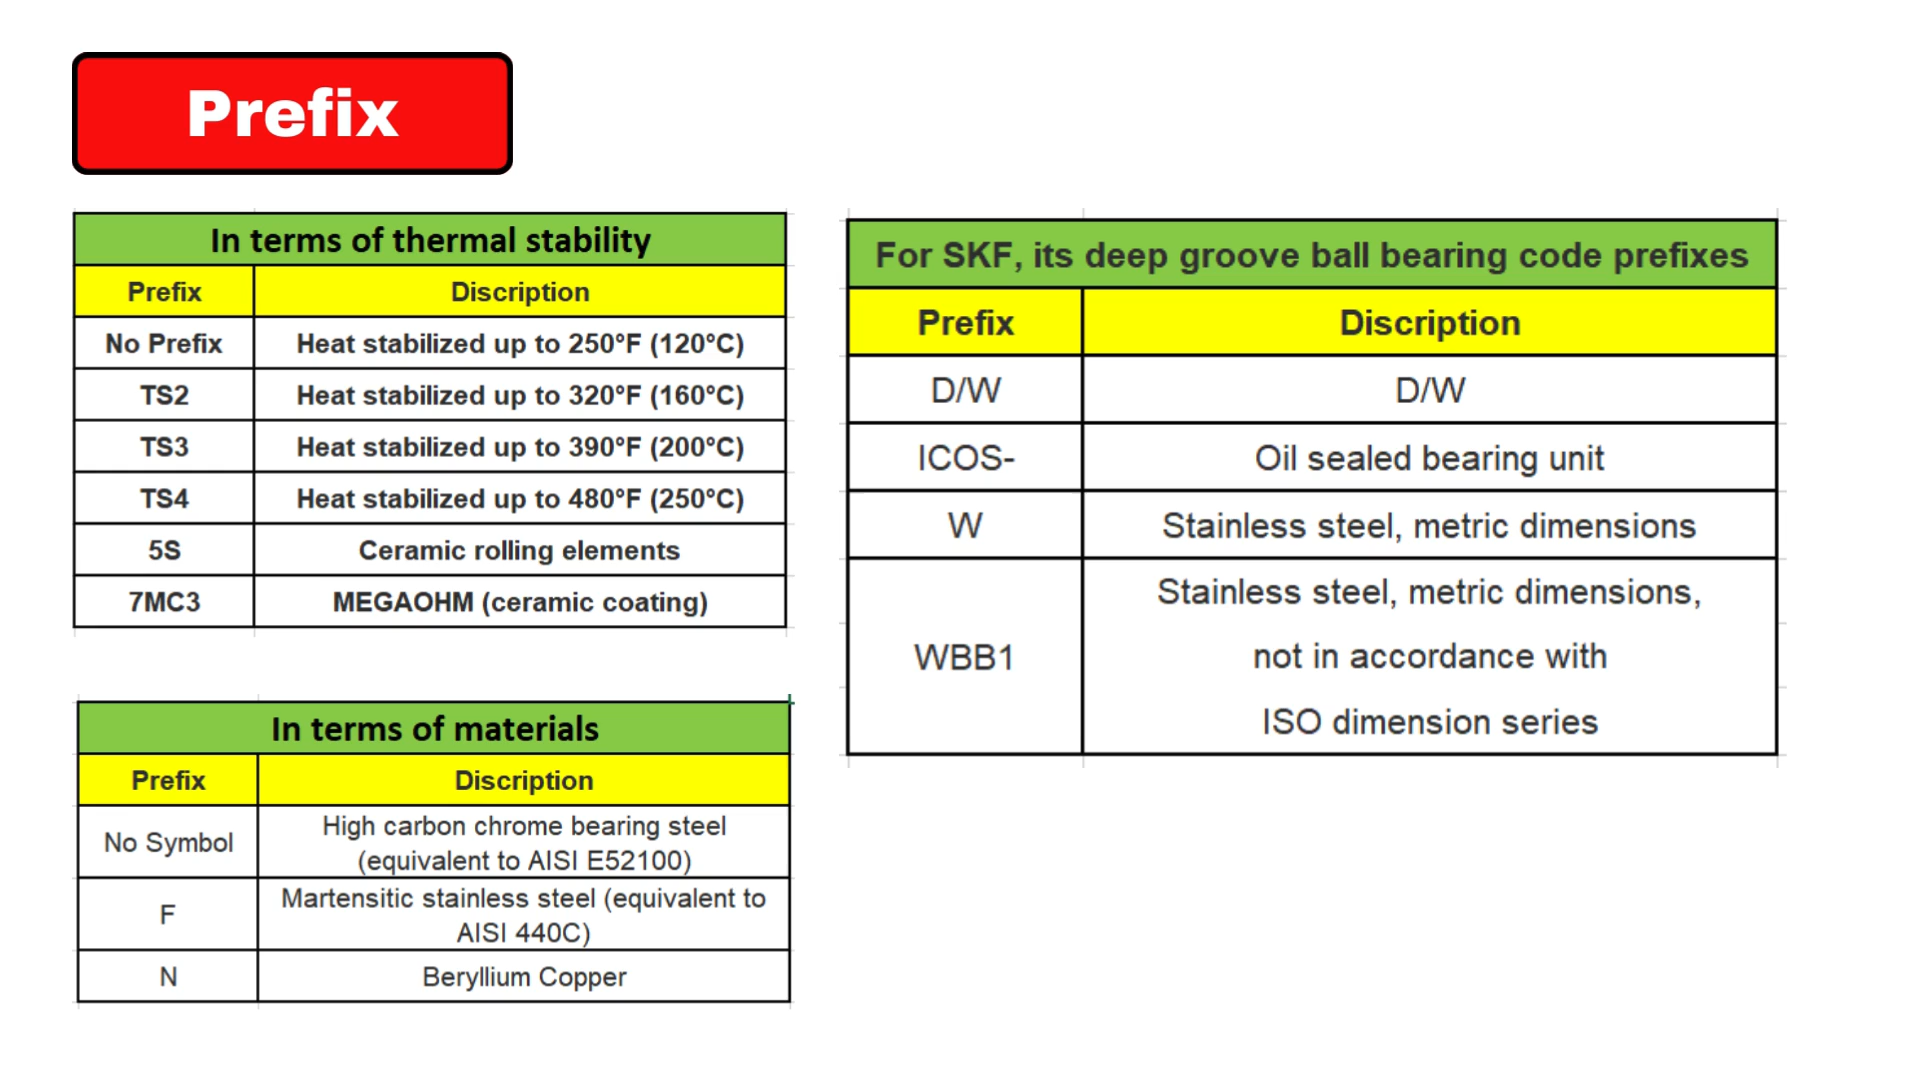 Prefix
In terms of thermal stability
Prefix Discription
No Prefix Heat stabilized up to 250°F (120°C)
TS2 Heat stabilized up to 320°F (160°C)
TS3 Heat stabilized up to 390°F (200°C)
TS4 Heat stabilized up to 480°F (250°C)
5S Ceramic rolling elements
7MC3 MEGAOHM (ceramic coating)
In terms of materials
Prefix Discription
No Symbol High carbon chrome bearing steel
(equivalent to AISI E52100)
F Martensitic stainless steel (equivalent to
AISI 440C)
N Beryllium Copper
For SKF, its deep groove ball bearing code prefixes
Prefix Discription
D/W D/W
ICOS- Oil sealed bearing unit
W Stainless steel, metric dimensions
WBB1 Stainless steel, metric dimensions,
not in accordance with
ISO dimension series